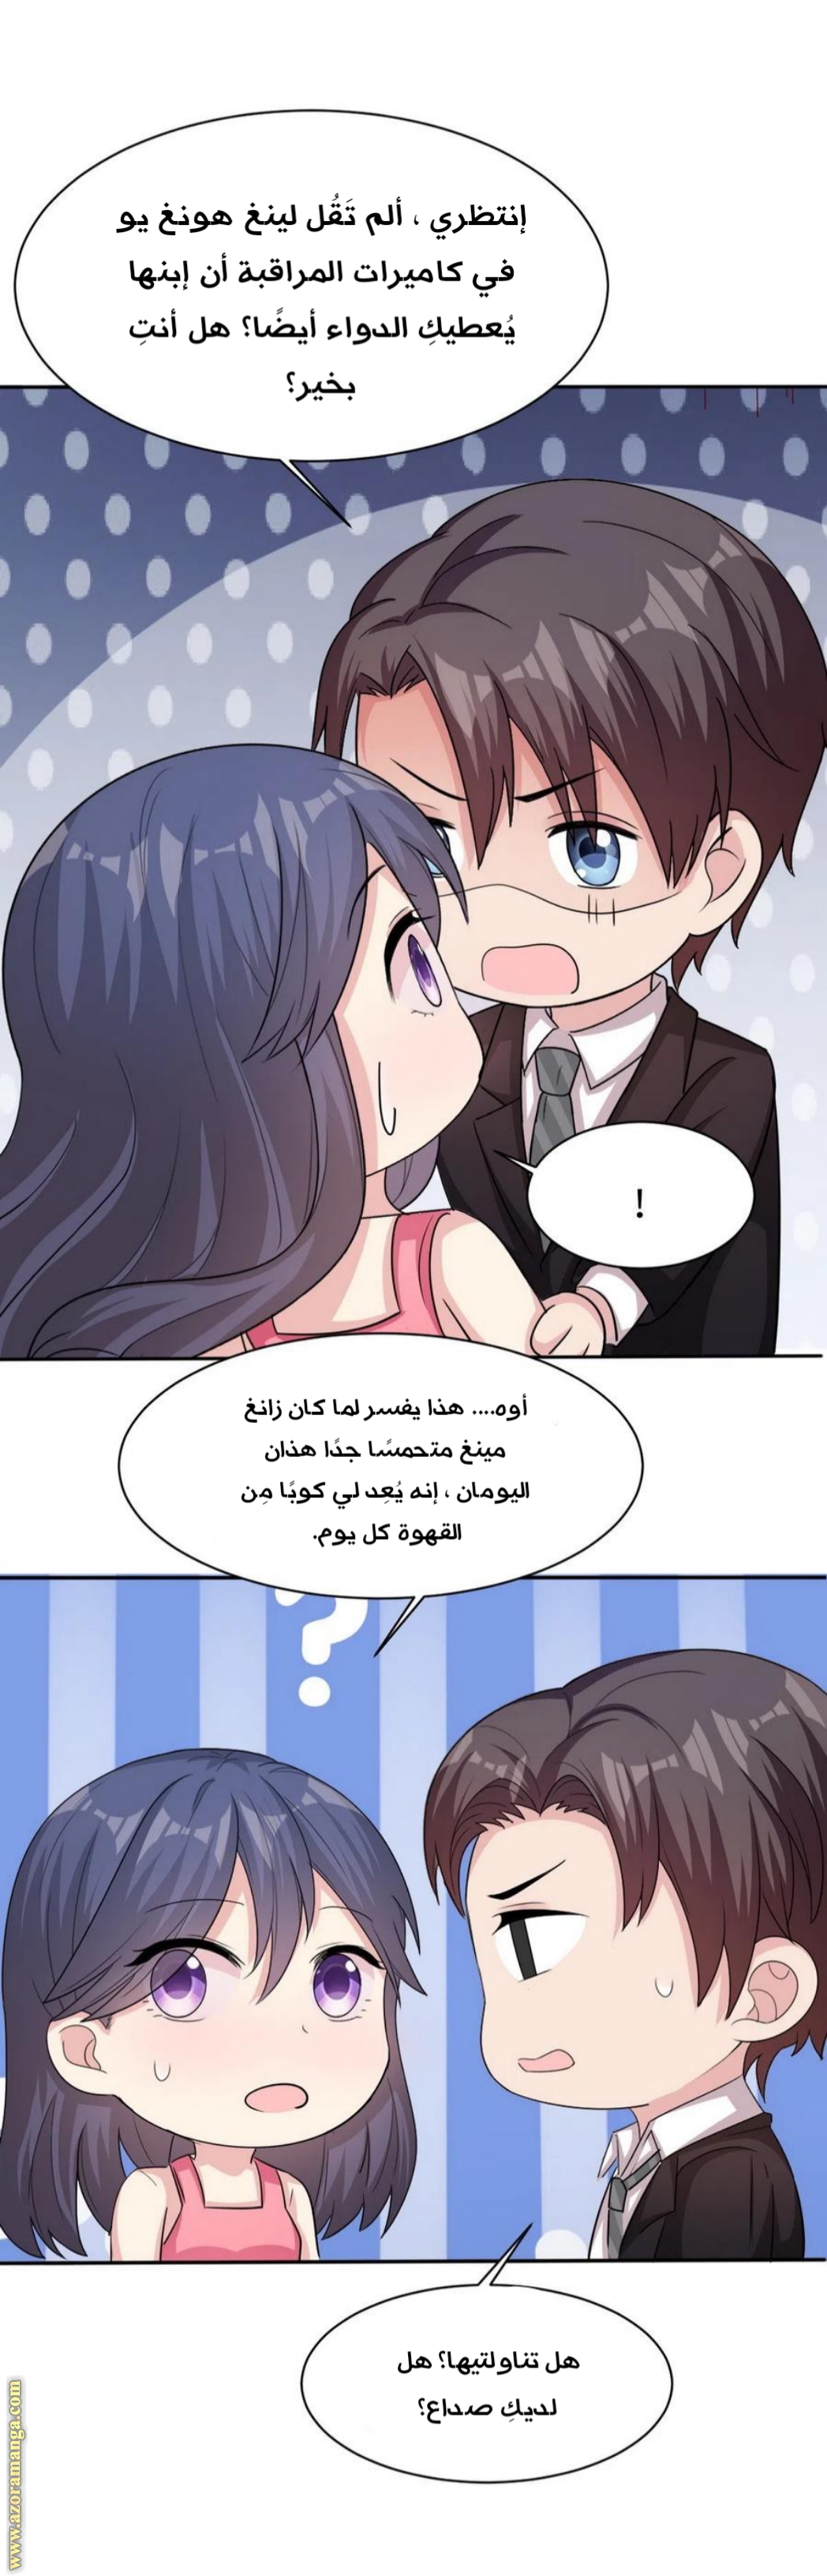 إنتظري ، ألم تَقُل لينغ هونغ يو
في كاميرات المراقبة أن إبنها
يُعطيكِ الدواء أيضًا؟ هل أنتِ
بخير؟
!
أوه.... هذا يفسر لما كان زانغ
مينغ متحمسًا جدًا هذان
اليومان ، إنه يُعِد لي كوبًا مِن
القهوة كل يوم.
?
هل تناولتيها؟ هل
لديكِ صداع؟
www.azoramanga.com